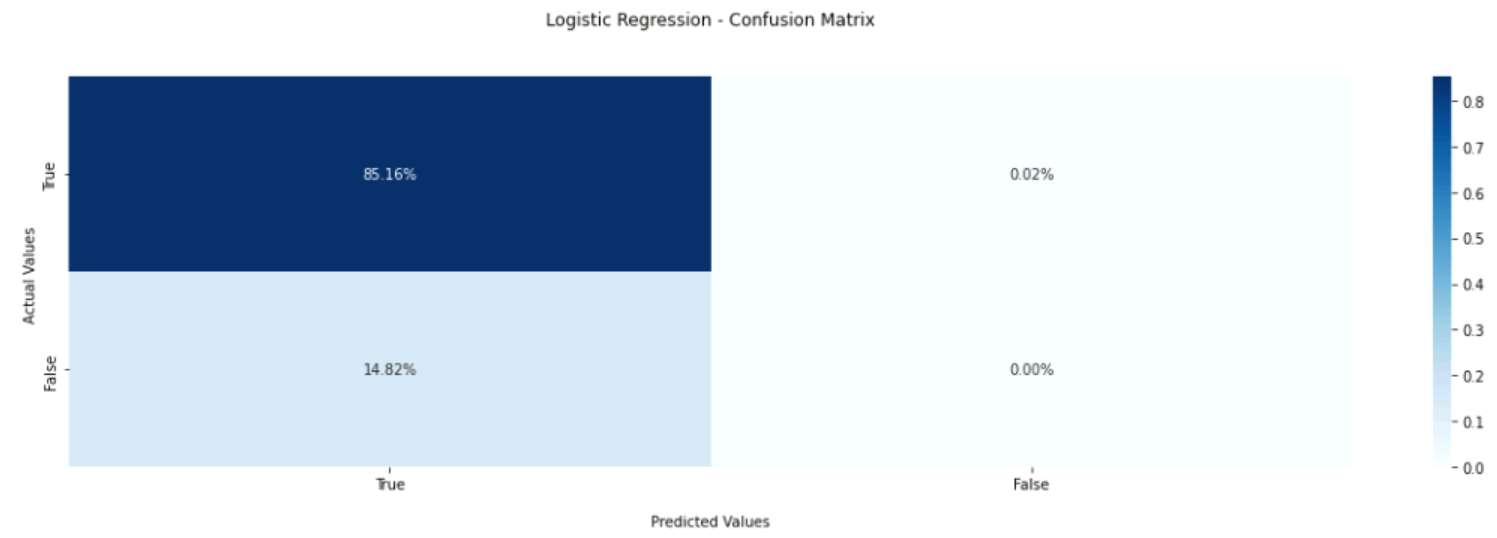 Logistic Regression - Confusion Matrix
Actual Values
True
False
85.16%
0.02%
14.82%
0.00%
True
False
Predicted Values
0.8
0.7
0.6
0.5
0.4
0.3
0.2
0.1
0.0